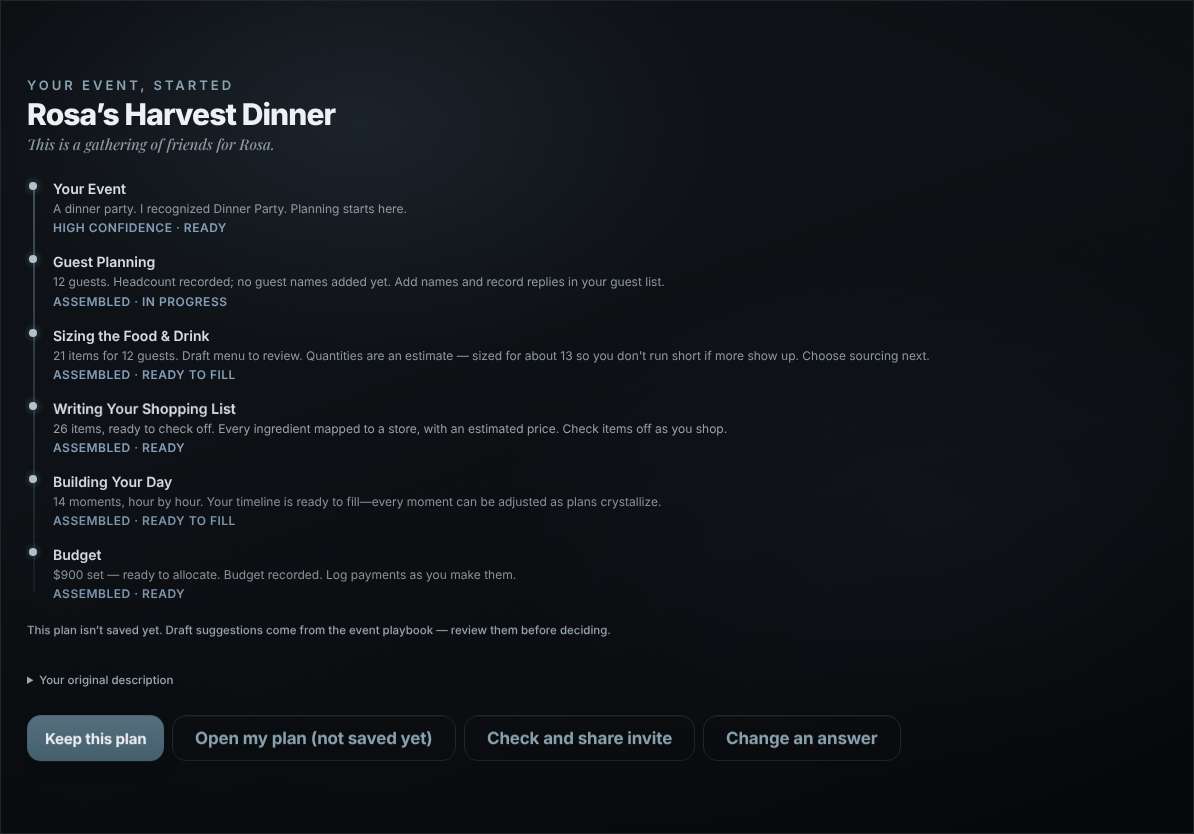 YOUR EVENT, STARTED
Rosa’s Harvest Dinner
This is a gathering of friends for Rosa.
Your Event
A dinner party. I recognized Dinner Party. Planning starts here.
HIGH CONFIDENCE · READY
Guest Planning
12 guests. Headcount recorded; no guest names added yet. Add names and record replies in your guest list.
ASSEMBLED · IN PROGRESS
Sizing the Food & Drink
21 items for 12 guests. Draft menu to review. Quantities are an estimate — sized for about 13 so you don't run short if more show up. Choose sourcing next.
ASSEMBLED · READY TO FILL
Writing Your Shopping List
26 items, ready to check off. Every ingredient mapped to a store, with an estimated price. Check items off as you shop.
ASSEMBLED · READY
Building Your Day
14 moments, hour by hour. Your timeline is ready to fill—every moment can be adjusted as plans crystallize.
ASSEMBLED · READY TO FILL
Budget
$900 set — ready to allocate. Budget recorded. Log payments as you make them.
ASSEMBLED · READY
This plan isn’t saved yet. Draft suggestions come from the event playbook — review them before deciding.
Your original description
Keep this plan
Open my plan (not saved yet)
Check and share invite
Change an answer